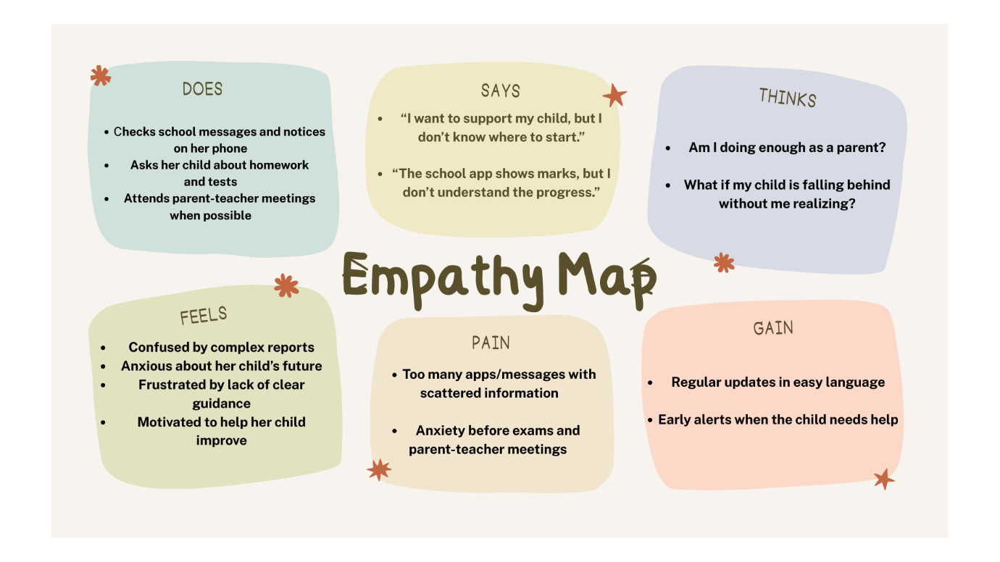 DOES
• Checks school messages and notices
on her phone
• Asks her child about homework
and tests
• Attends parent-teacher meetings
when possible
SAYS
• “I want to support my child, but I
don’t know where to start.”
• “The school app shows marks, but I
don’t understand the progress.”
THINKS
• Am I doing enough as a parent?
• What if my child is falling behind
without me realizing?
Empathy Map
FEELS
• Confused by complex reports
• Anxious about her child’s future
• Frustrated by lack of clear
guidance
• Motivated to help her child
improve
PAIN
• Too many apps/messages with
scattered information
• Anxiety before exams and
parent-teacher meetings
GAIN
• Regular updates in easy language
• Early alerts when the child needs help